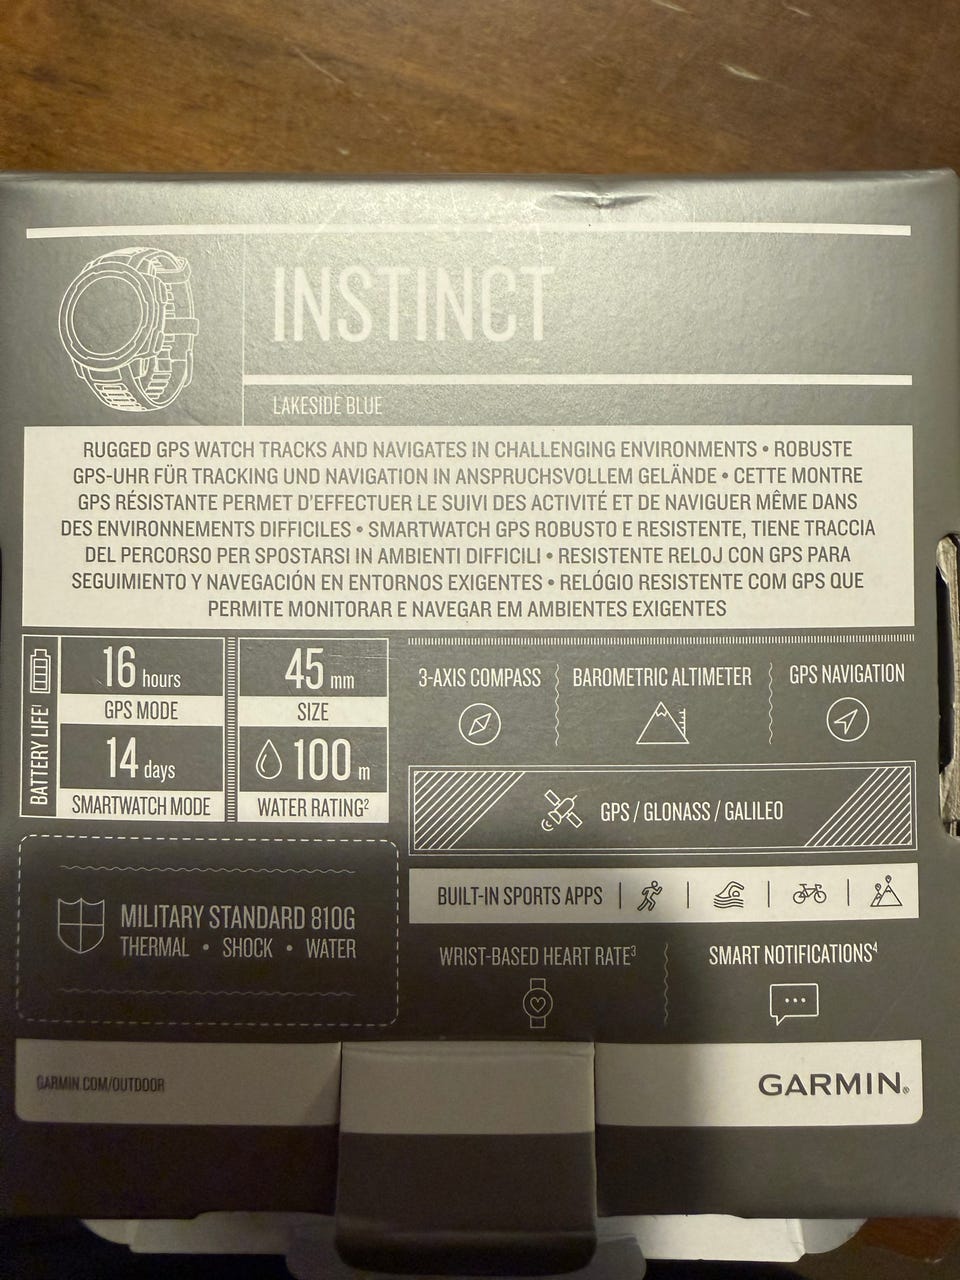 INSTINCT
LAKESIDE BLUE
RUGGED GPS WATCH TRACKS AND NAVIGATES IN CHALLENGING ENVIRONMENTS • ROBUSTE
GPS-UHR FÜR TRACKING UND NAVIGATION IN ANSPRUCHSVOLLEM GELÄNDE • CETTE MONTRE
GPS RÉSISTANTE PERMET D'EFFECTUER LE SUIVI DES ACTIVITÉ ET DE NAVIGUER MÊME DANS
DES ENVIRONNEMENTS DIFFICILES • SMARTWATCH GPS ROBUSTO E RESISTENTE, TIENE TRACCIA
DEL PERCORSO PER SPOSTARSI IN AMBIENTI DIFFICILI • RESISTENTE RELOJ CON GPS PARA
SEGUIMIENTO Y NAVEGACIÓN EN ENTORNOS EXIGENTES • RELÓGIO RESISTENTE COM GPS QUE
PERMITE MONITORAR E NAVEGAR EM AMBIENTES EXIGENTES
BATTERY LIFE¹
16 hours
GPS MODE
14 days
SMARTWATCH MODE
45 mm
SIZE
100 m
WATER RATING²
3-AXIS COMPASS
BAROMETRIC ALTIMETER
GPS NAVIGATION
GPS / GLONASS / GALILEO
BUILT-IN SPORTS APPS
MILITARY STANDARD 810G
THERMAL • SHOCK • WATER
WRIST-BASED HEART RATE³
SMART NOTIFICATIONS⁴
GARMIN.COM/OUTDOOR
GARMIN®